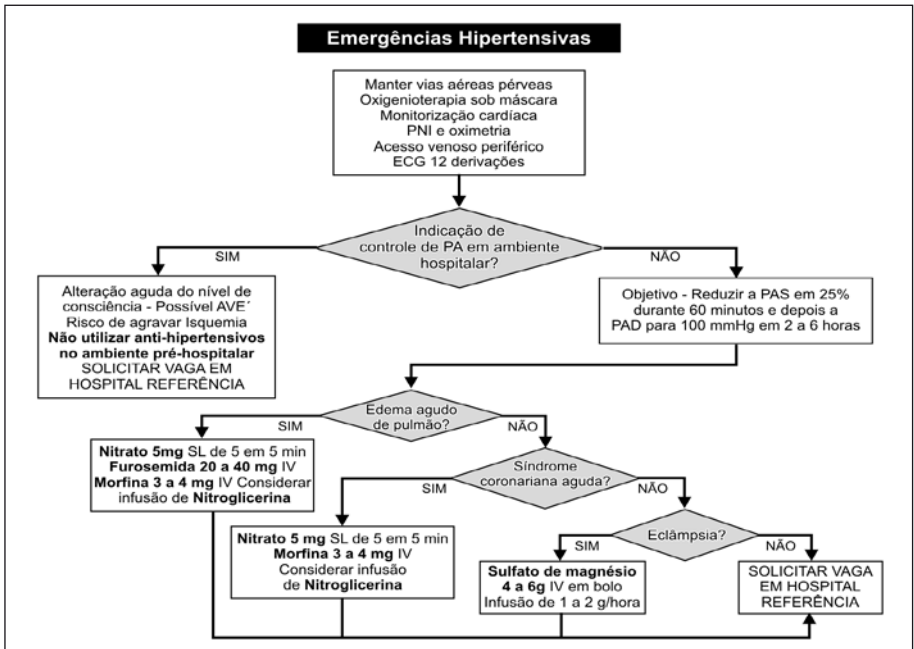 Emergências Hipertensivas
Manter vias aéreas pérveas
Oxigenioterapia sob máscara
Monitorização cardíaca
PNI e oximetria
Acesso venoso periférico
ECG 12 derivações
Indicação de
controle de PA em ambiente
hospitalar?
SIM
NÃO
Alteração aguda do nível de
consciência - Possível AVE´
Risco de agravar Isquemia
Não utilizar anti-hipertensivos
no ambiente pré-hospitalar
SOLICITAR VAGA EM
HOSPITAL REFERÊNCIA
Objetivo - Reduzir a PAS em 25%
durante 60 minutos e depois a
PAD para 100 mmHg em 2 a 6 horas
Edema agudo
de pulmão?
SIM
NÃO
Nitrato 5mg SL de 5 em 5 min
Furosemida 20 a 40 mg IV
Morfina 3 a 4 mg IV Considerar
infusão de Nitroglicerina
Síndrome
coronariana aguda?
SIM
NÃO
Nitrato 5 mg SL de 5 em 5 min
Morfina 3 a 4 mg IV
Considerar infusão
de Nitroglicerina
Eclâmpsia?
SIM
NÃO
Sulfato de magnésio
4 a 6g IV em bolo
Infusão de 1 a 2 g/hora
SOLICITAR VAGA
EM HOSPITAL
REFERÊNCIA